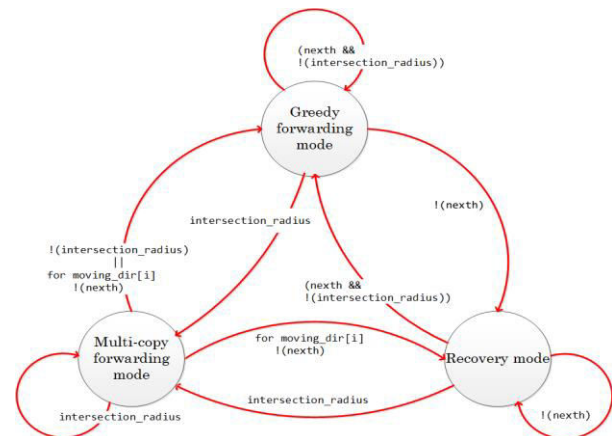 (nexth &&
!(intersection_radius))
Greedy
forwarding
mode
!(nexth)
intersection_radius
!(intersection_radius)
||
for moving_dir[i]
!(nexth)
(nexth &&
!(intersection_radius))
Multi-copy
forwarding
mode
for moving_dir[i]
!(nexth)
Recovery mode
intersection_radius
intersection_radius
!(nexth)